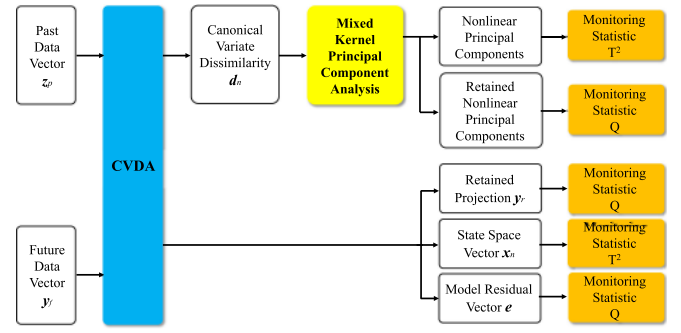 Past
Data
Vector
zp
Future
Data
Vector
yf
CVDA
Canonical
Variate
Dissimilarity
dn
Mixed
Kernel
Principal
Component
Analysis
Nonlinear
Principal
Components
Monitoring
Statistic
T2
Retained
Nonlinear
Principal
Components
Monitoring
Statistic
Q
Retained
Projection yr
Monitoring
Statistic
Q
State Space
Vector xn
Monitoring
Statistic
T2
Model Residual
Vector e
Monitoring
Statistic
Q